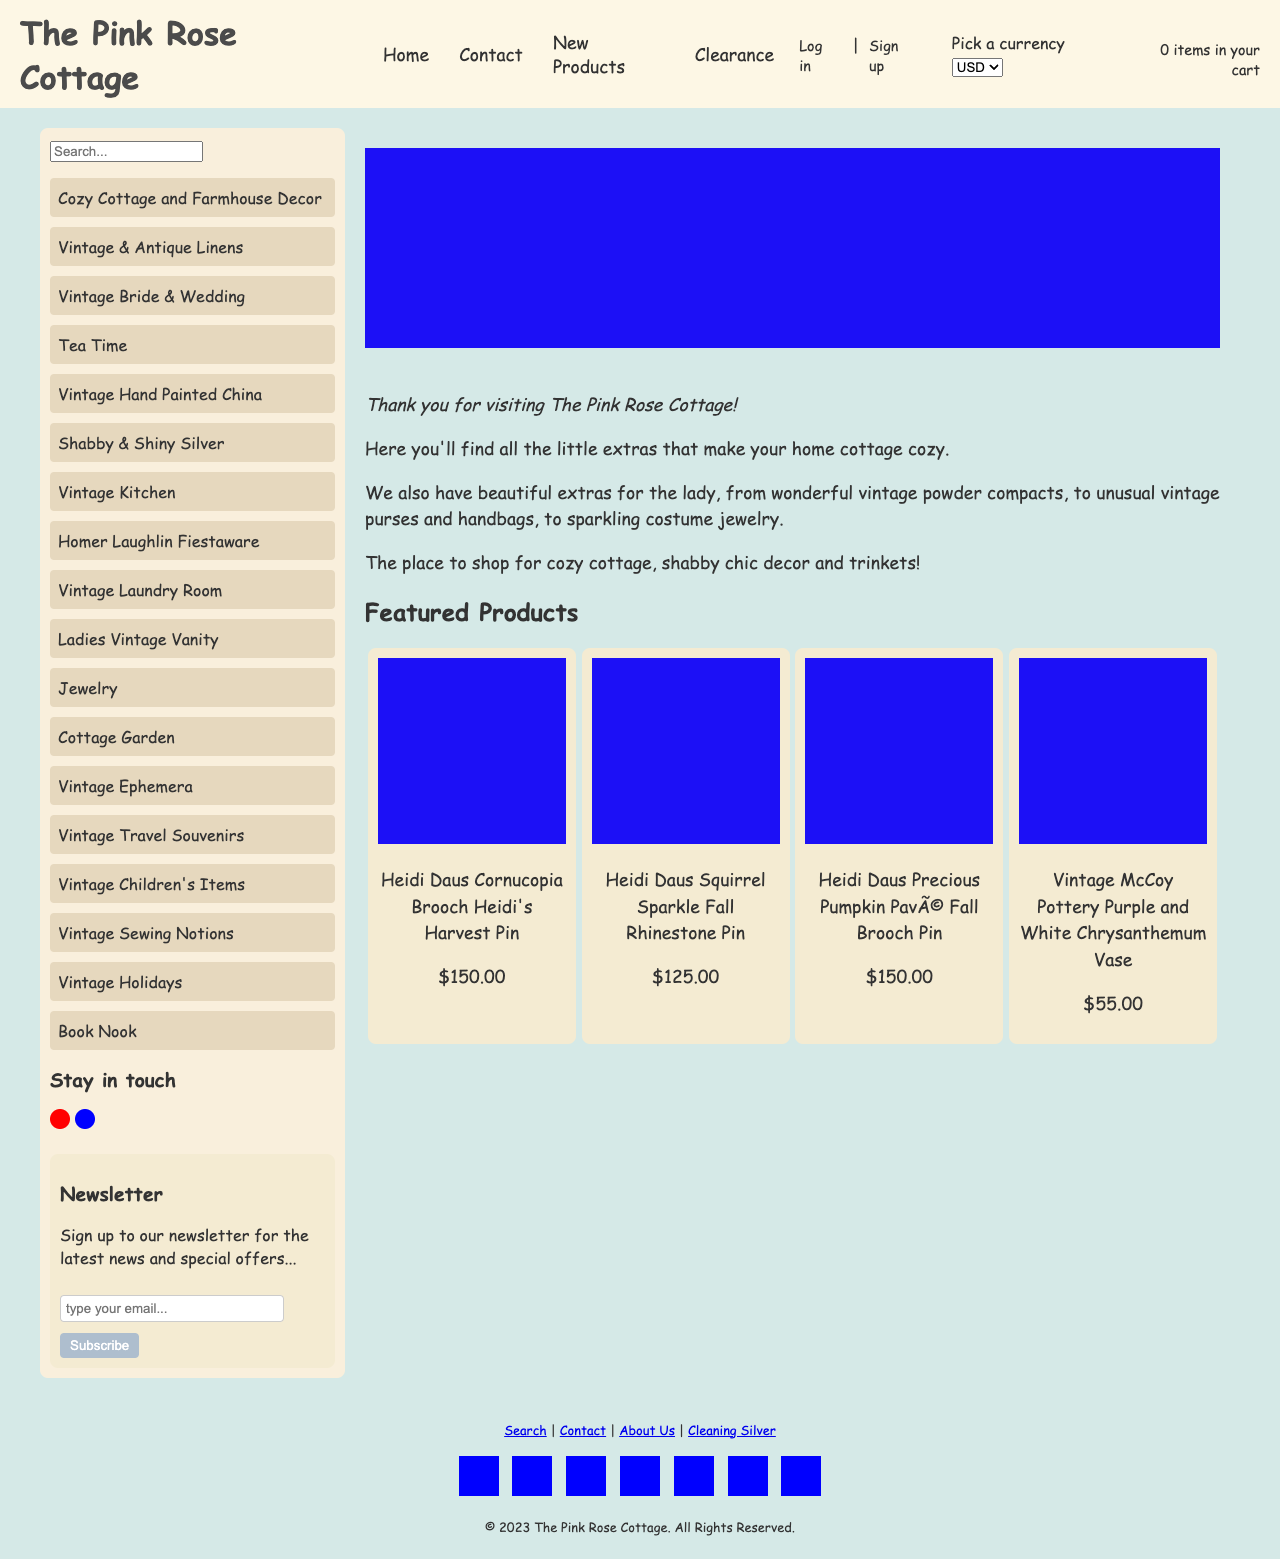 The Pink Rose
Cottage
Home
Contact
New
Products
Clearance
Log
in
|
Sign
up
Pick a currency
USD
0 items in your
cart
Search...
Cozy Cottage and Farmhouse Decor
Vintage & Antique Linens
Vintage Bride & Wedding
Tea Time
Vintage Hand Painted China
Shabby & Shiny Silver
Vintage Kitchen
Homer Laughlin Fiestaware
Vintage Laundry Room
Ladies Vintage Vanity
Jewelry
Cottage Garden
Vintage Ephemera
Vintage Travel Souvenirs
Vintage Children's Items
Vintage Sewing Notions
Vintage Holidays
Book Nook
Stay in touch
Newsletter
Sign up to our newsletter for the
latest news and special offers...
type your email...
Subscribe
Thank you for visiting The Pink Rose Cottage!
Here you'll find all the little extras that make your home cottage cozy.
We also have beautiful extras for the lady, from wonderful vintage powder compacts, to unusual vintage
purses and handbags, to sparkling costume jewelry.
The place to shop for cozy cottage, shabby chic decor and trinkets!
Featured Products
Heidi Daus Cornucopia
Brooch Heidi's
Harvest Pin
$150.00
Heidi Daus Squirrel
Sparkle Fall
Rhinestone Pin
$125.00
Heidi Daus Precious
Pumpkin PavÃ© Fall
Brooch Pin
$150.00
Vintage McCoy
Pottery Purple and
White Chrysanthemum
Vase
$55.00
Search | Contact | About Us | Cleaning Silver
© 2023 The Pink Rose Cottage. All Rights Reserved.